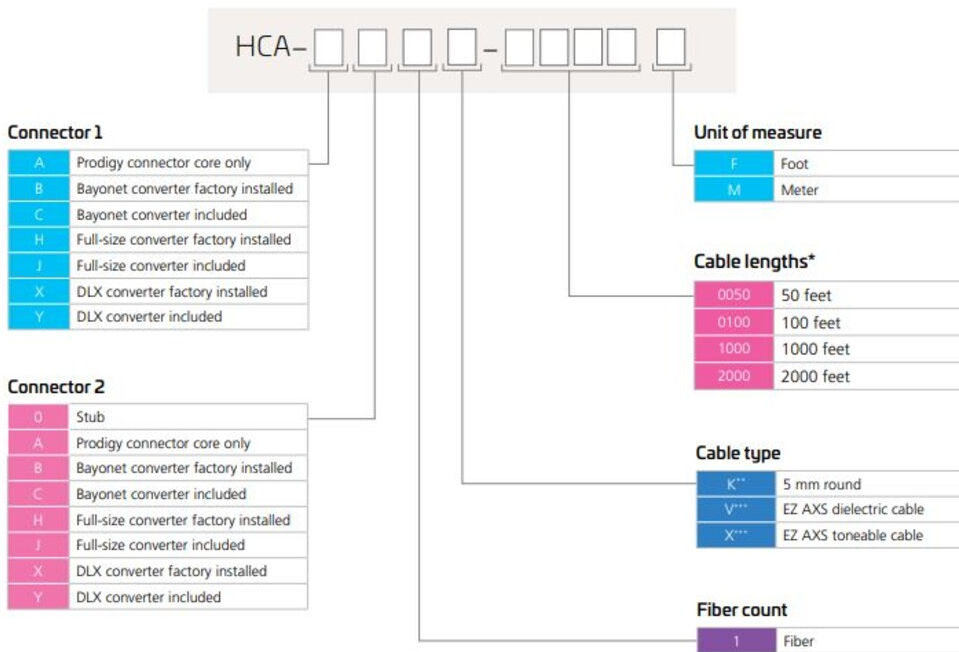 HCA–
–
Connector 1
A Prodigy connector core only
B Bayonet converter factory installed
C Bayonet converter included
H Full-size converter factory installed
J Full-size converter included
X DLX converter factory installed
Y DLX converter included
Connector 2
0 Stub
A Prodigy connector core only
B Bayonet converter factory installed
C Bayonet converter included
H Full-size converter factory installed
J Full-size converter included
X DLX converter factory installed
Y DLX converter included
Unit of measure
F Foot
M Meter
Cable lengths*
0050 50 feet
0100 100 feet
1000 1000 feet
2000 2000 feet
Cable type
K** 5 mm round
V*** EZ AXS dielectric cable
X*** EZ AXS toneable cable
Fiber count
1 Fiber